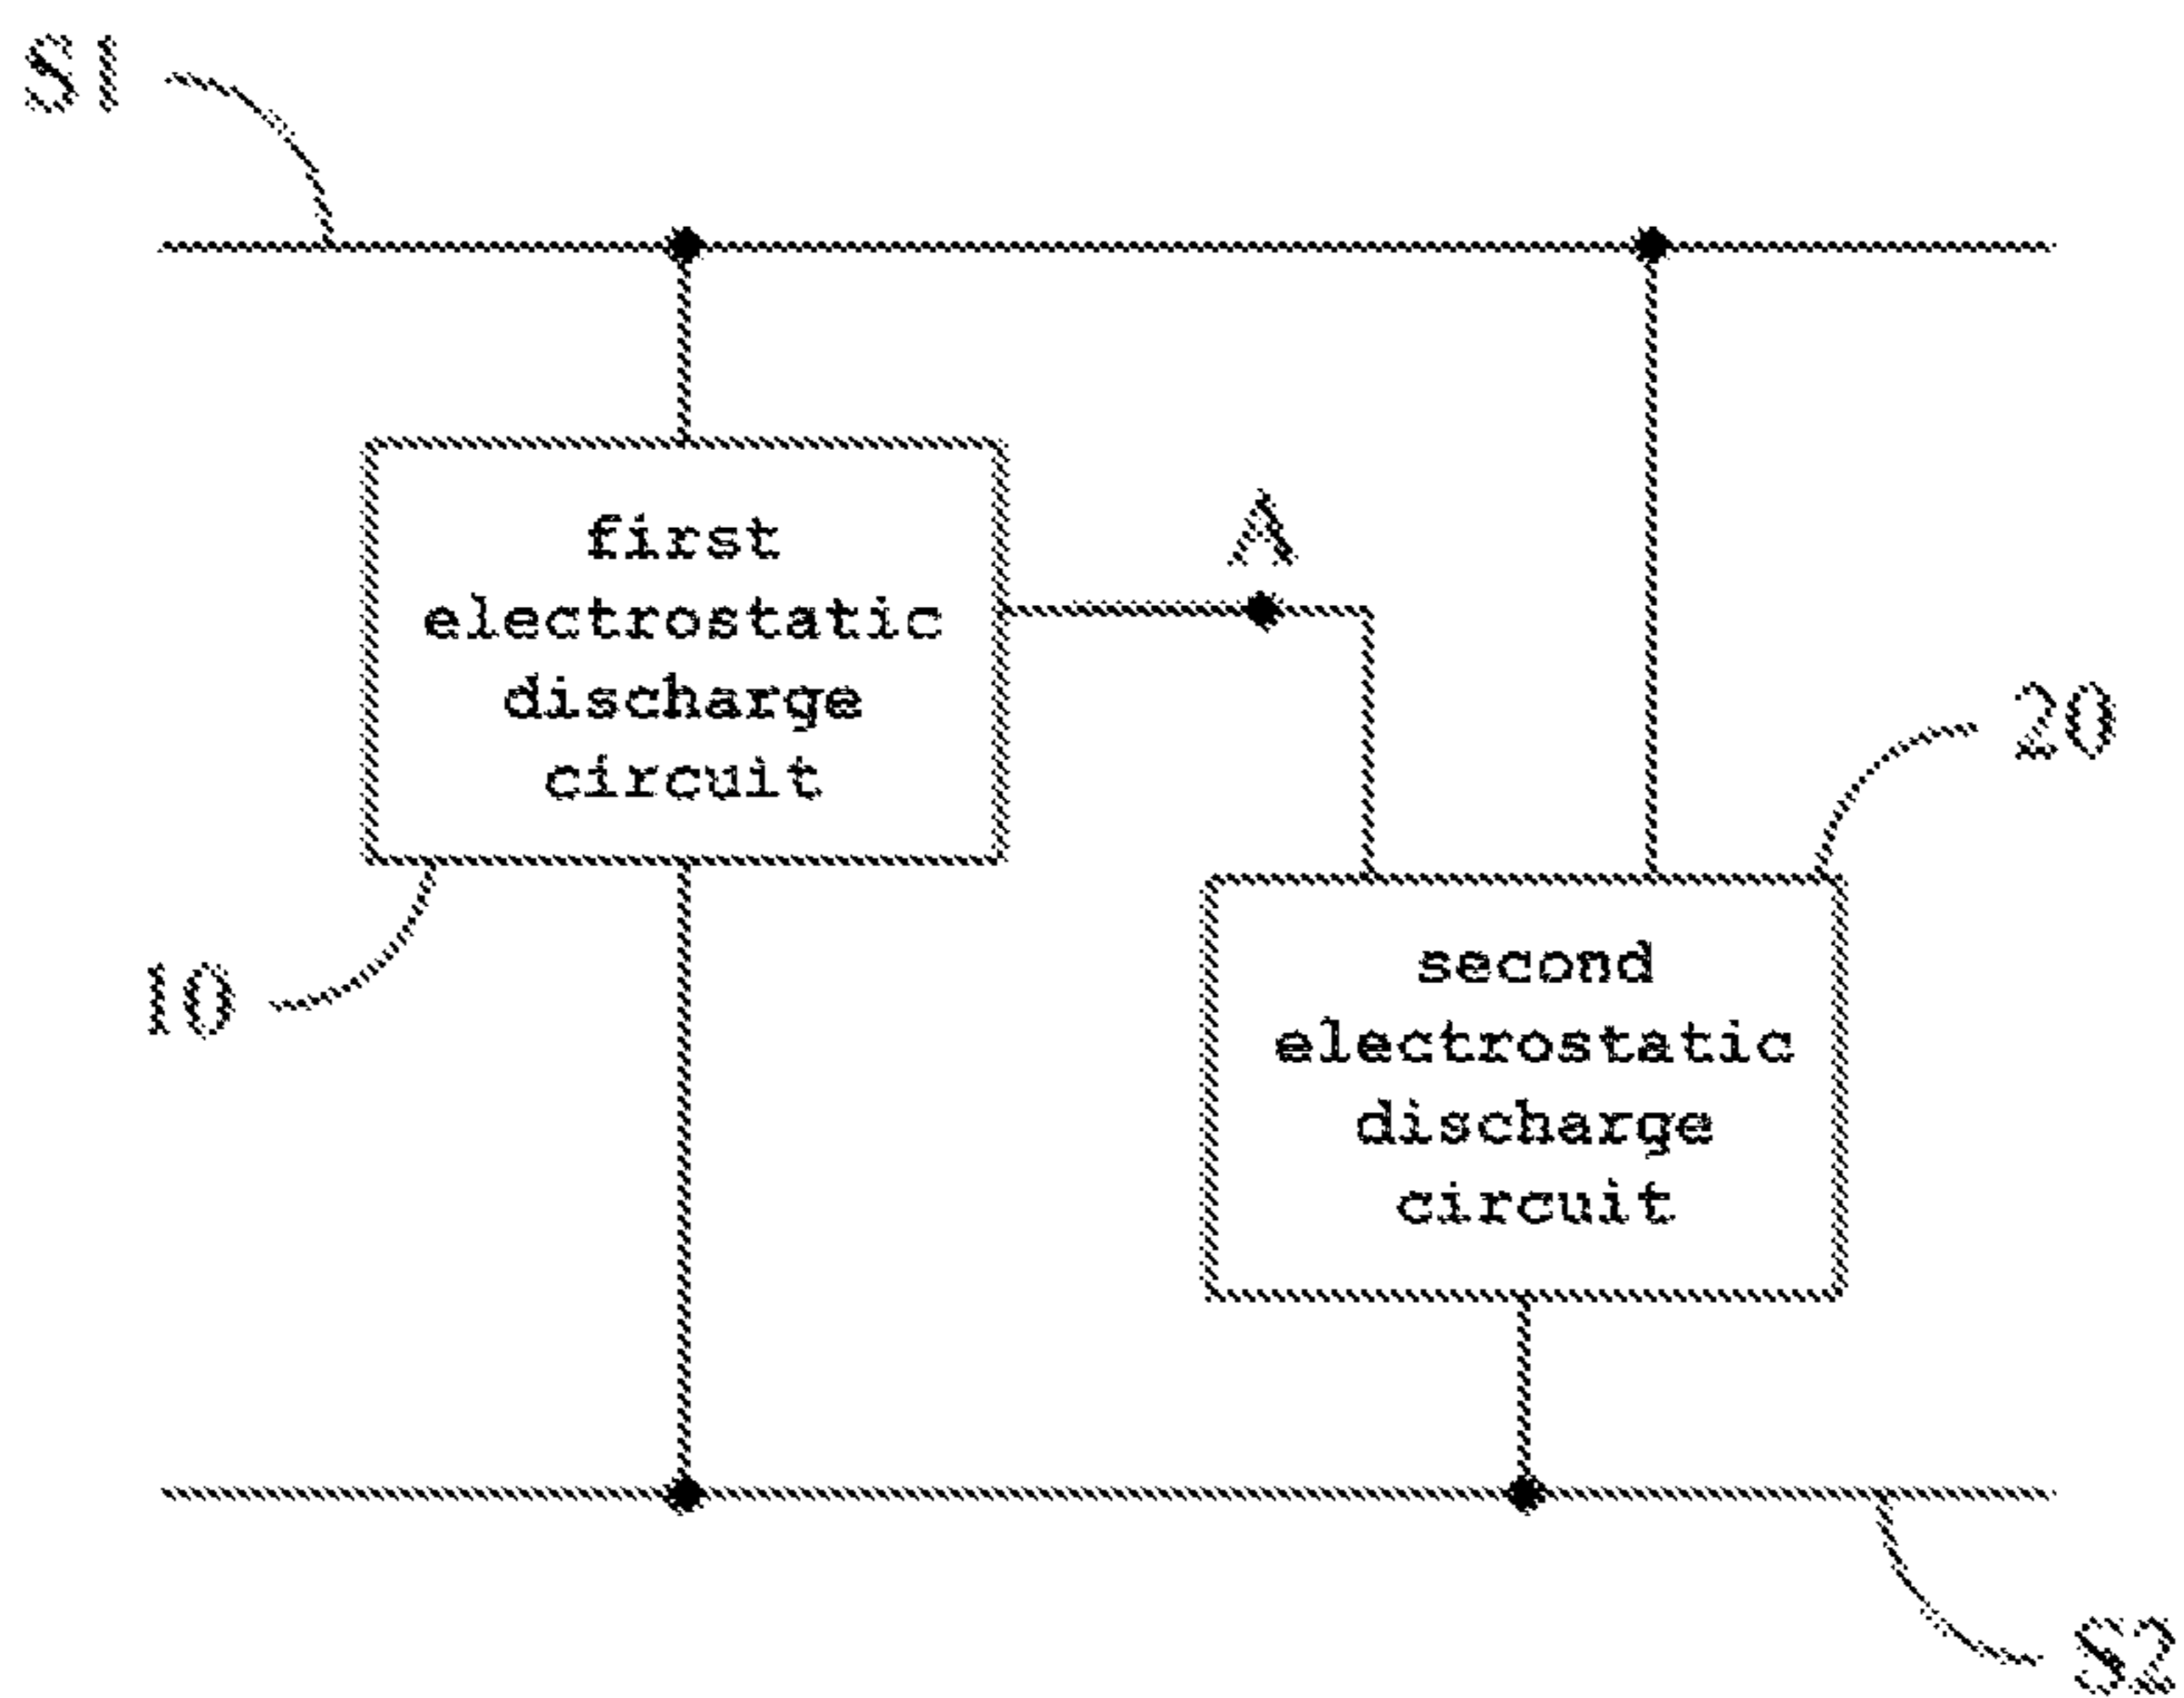 S1
first
electrostatic
discharge
circuit
A
20
10
second
electrostatic
discharge
circuit
S2